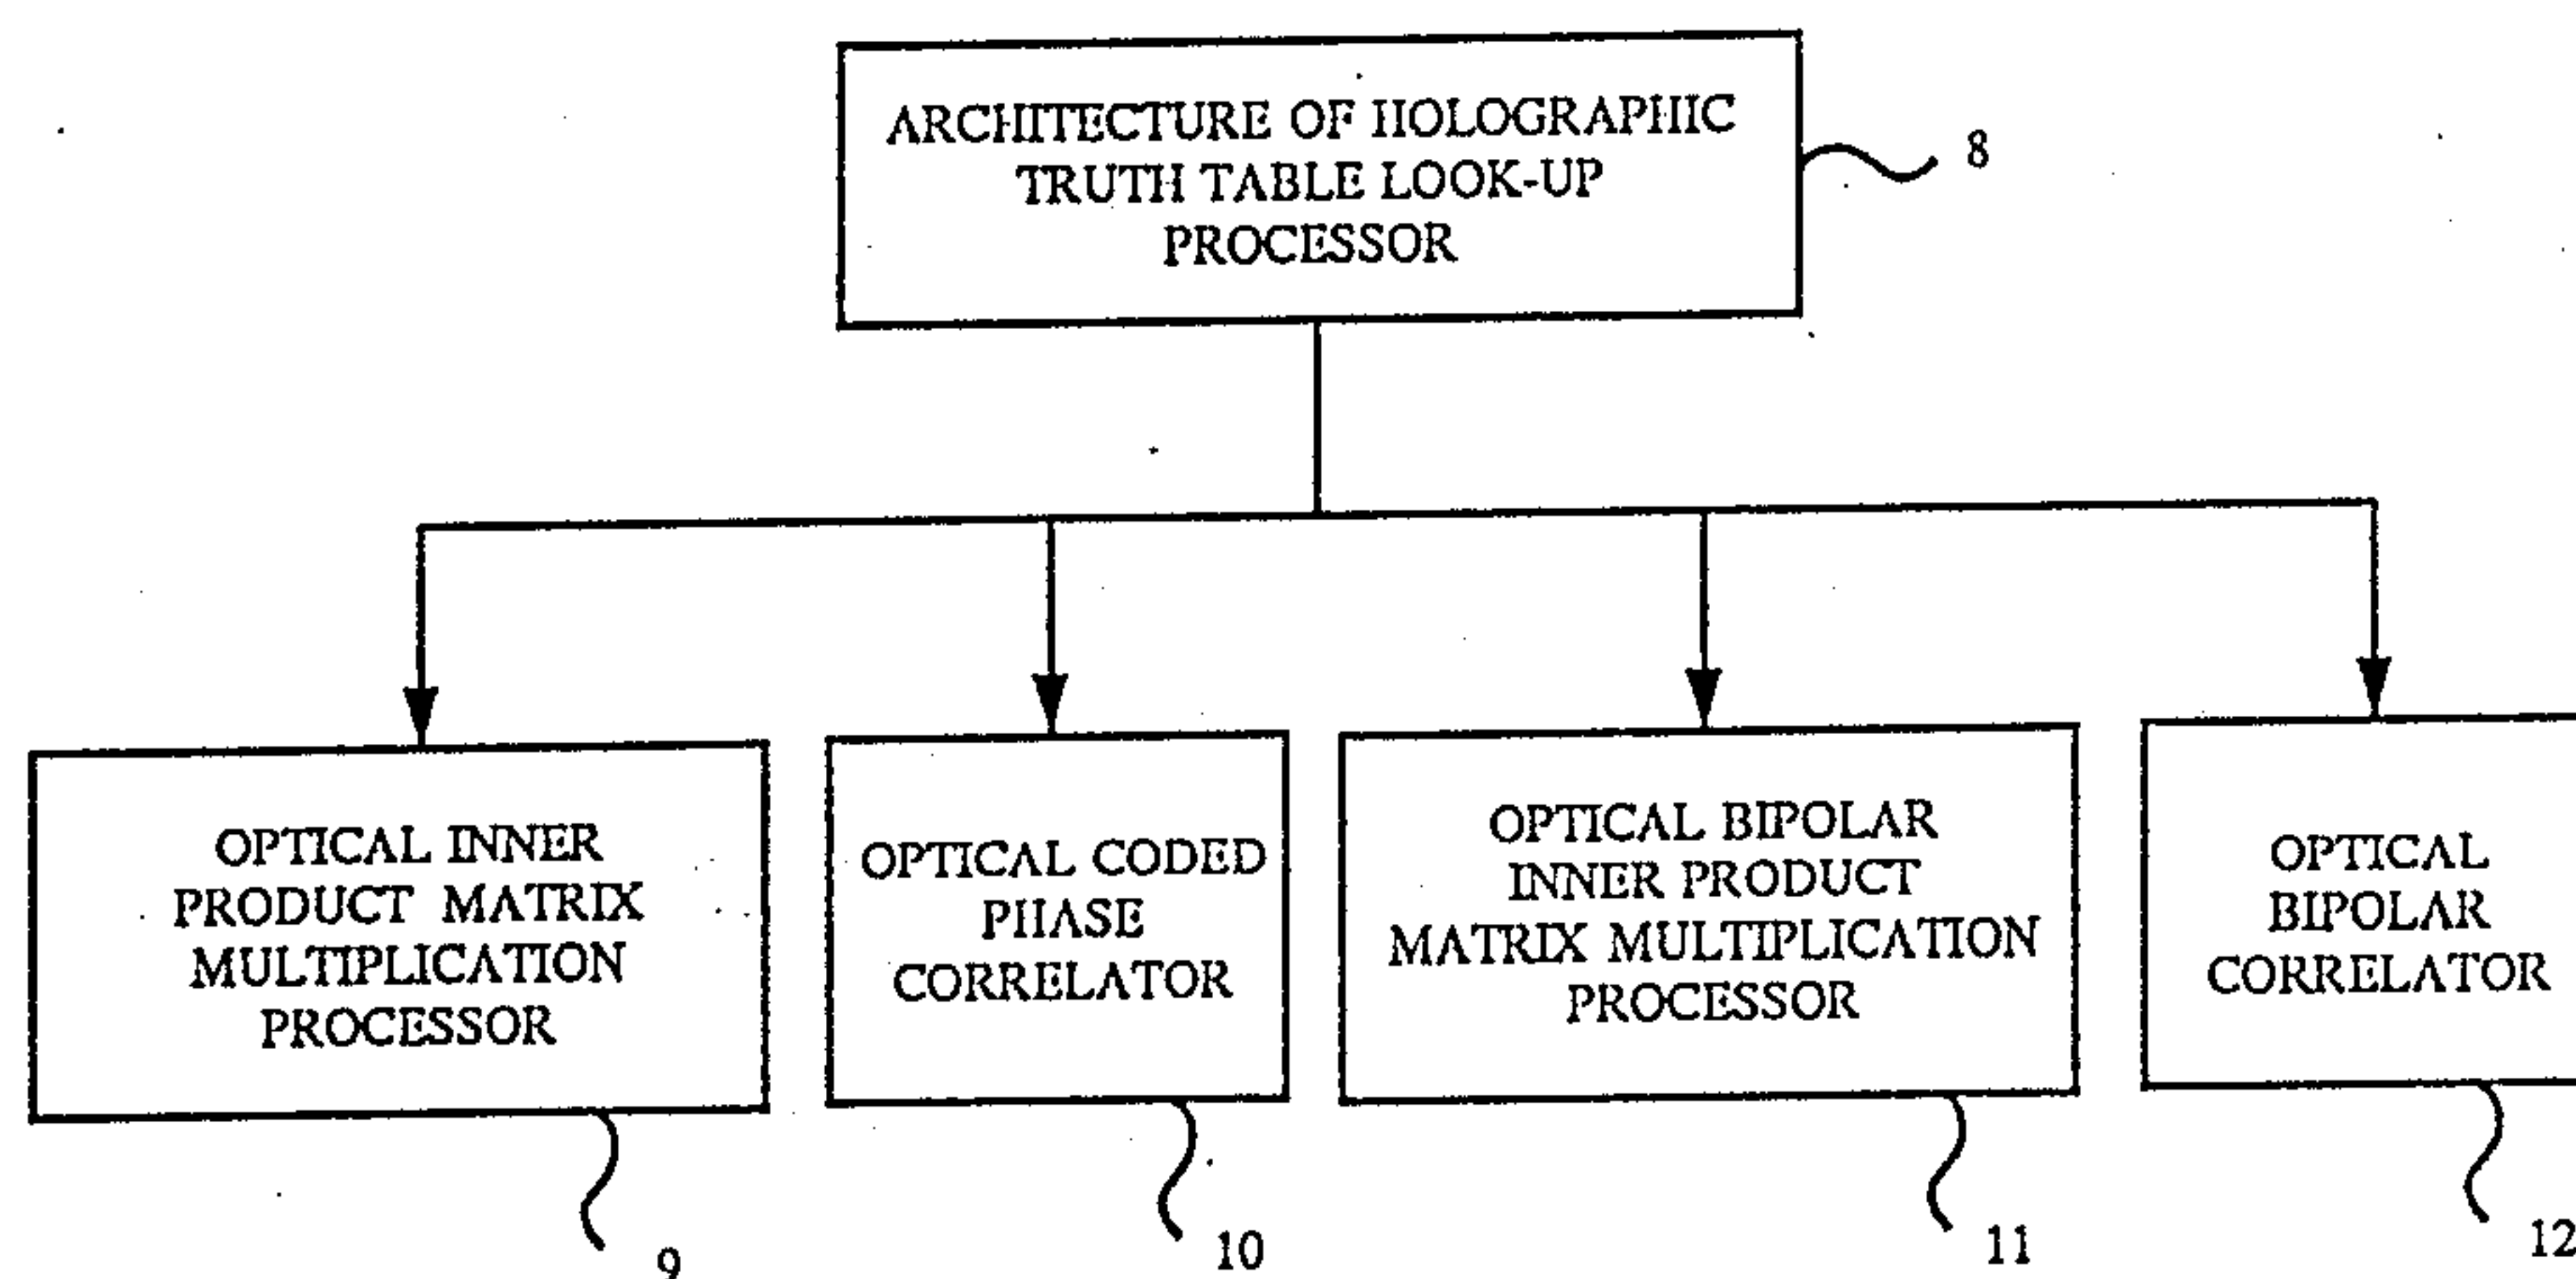 ARCHITECTURE OF HOLOGRAPHIC
TRUTH TABLE LOOK-UP
PROCESSOR
8
OPTICAL INNER
PRODUCT MATRIX
MULTIPLICATION
PROCESSOR
9
OPTICAL CODED
PHASE
CORRELATOR
10
OPTICAL BIPOLAR
INNER PRODUCT
MATRIX MULTIPLICATION
PROCESSOR
11
OPTICAL
BIPOLAR
CORRELATOR
12